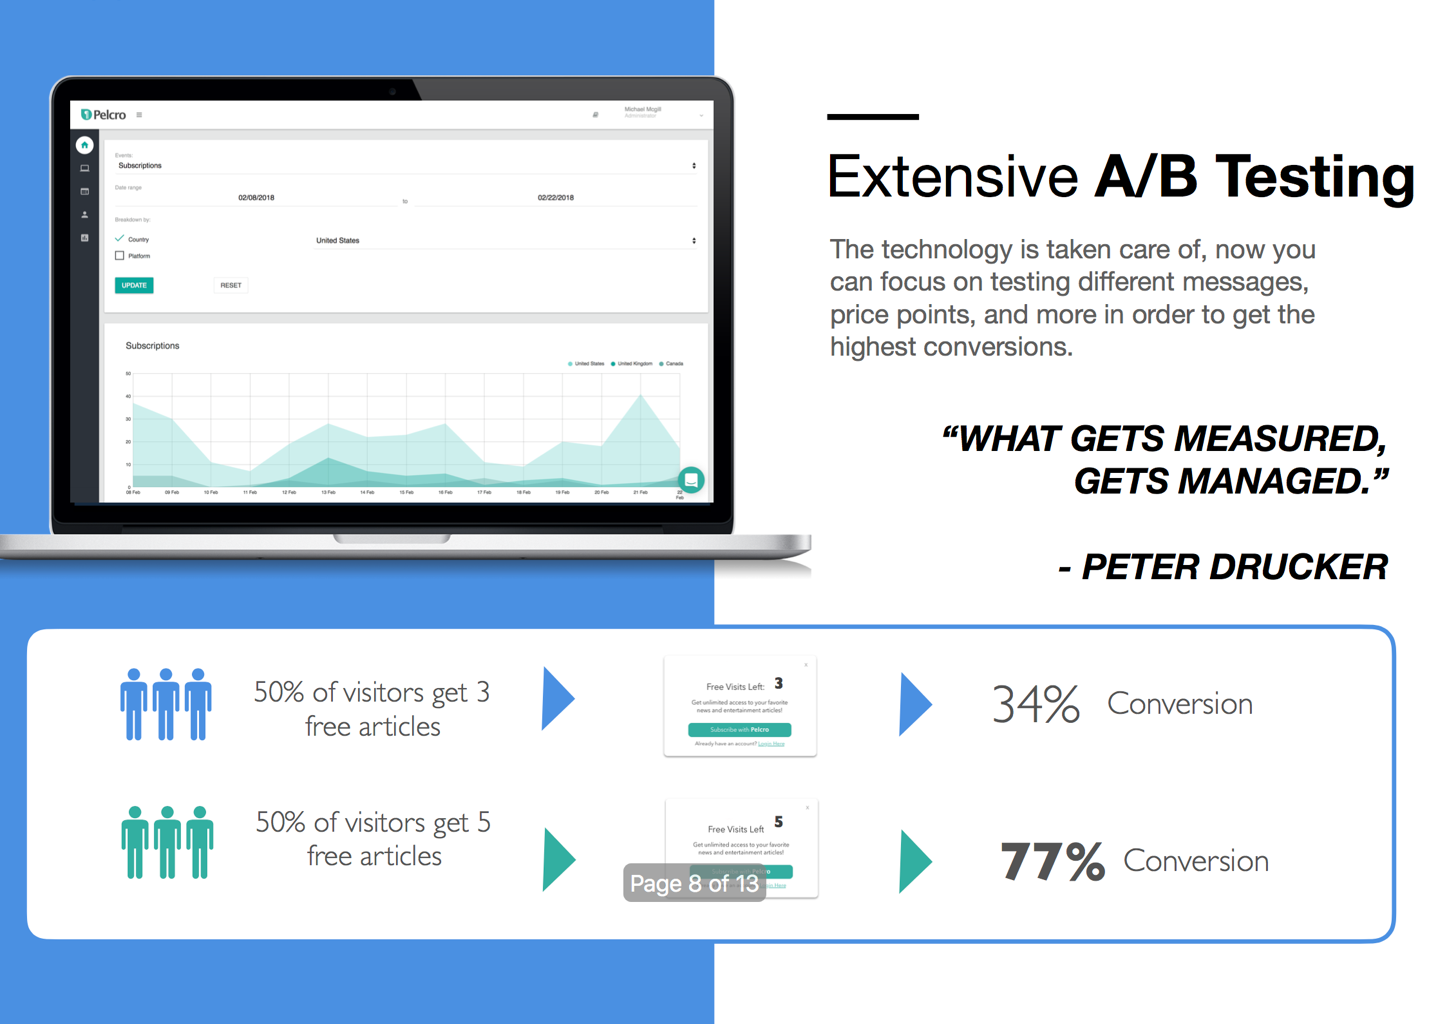 Pelcro
Michael Mogill
Administrator
Events:
Subscriptions
Date range
02/08/2018 to 02/22/2018
Breakdown by:
Country
United States
Platform
UPDATE RESET
Subscriptions
United States United Kingdom Canada
50
40
30
20
10
0
08 Feb 09 Feb 10 Feb 11 Feb 12 Feb 13 Feb 14 Feb 15 Feb 16 Feb 17 Feb 18 Feb 19 Feb 20 Feb 21 Feb 22 Feb
Extensive A/B Testing
The technology is taken care of, now you
can focus on testing different messages,
price points, and more in order to get the
highest conversions.
“WHAT GETS MEASURED,
GETS MANAGED.”
- PETER DRUCKER
50% of visitors get 3
free articles
x
Free Visits Left: 3
Get unlimited access to your favorite
news and entertainment articles!
Subscribe with Pelcro
Already have an account? Login Here
34% Conversion
50% of visitors get 5
free articles
x
Free Visits Left 5
Get unlimited access to your favorite
news and entertainment articles!
Page 8 of 13
77% Conversion